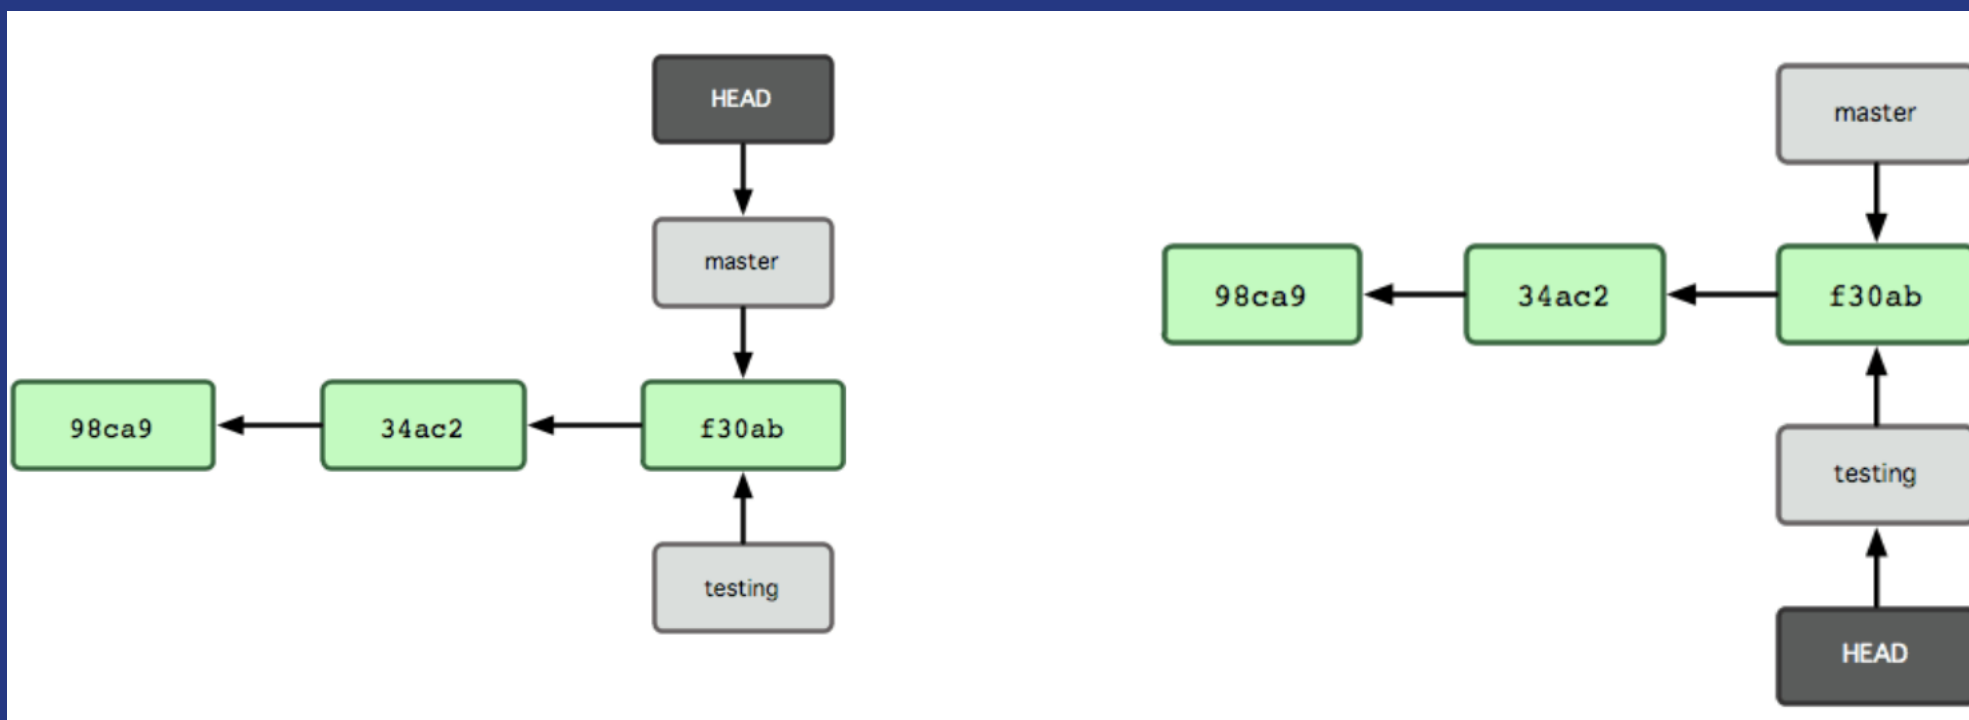 HEAD
master
98ca9
34ac2
f30ab
testing
master
98ca9
34ac2
f30ab
testing
HEAD